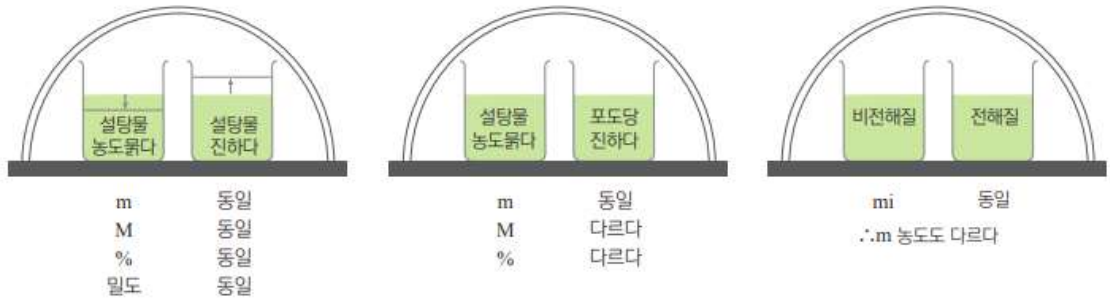 설탕물
농도묽다
설탕물
진하다
설탕물
농도묽다
포도당
진하다
비전해질
전해질
m 동일
M 동일
% 동일
밀도 동일
m 동일
M 다르다
% 다르다
mi 동일
∴m 농도도 다르다